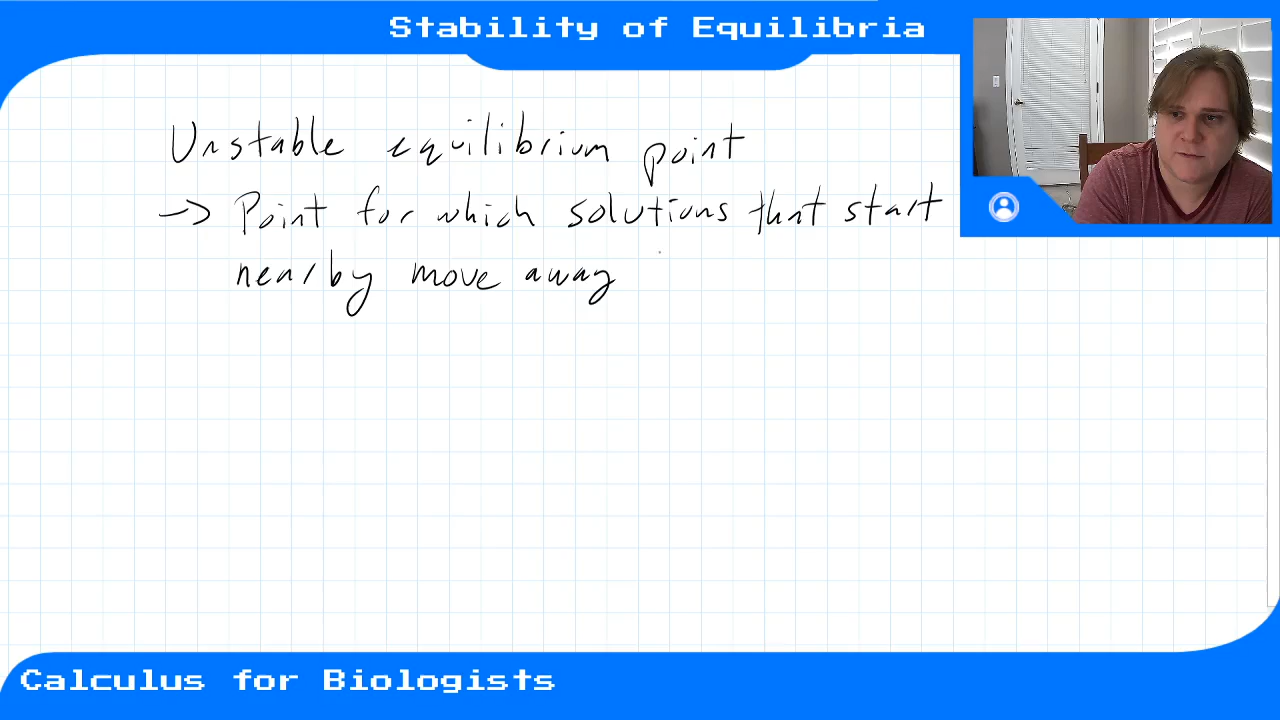 Stability of Equilibria
Unstable equilibrium point
-> Point for which solutions that start
nearby move away
Calculus for Biologists